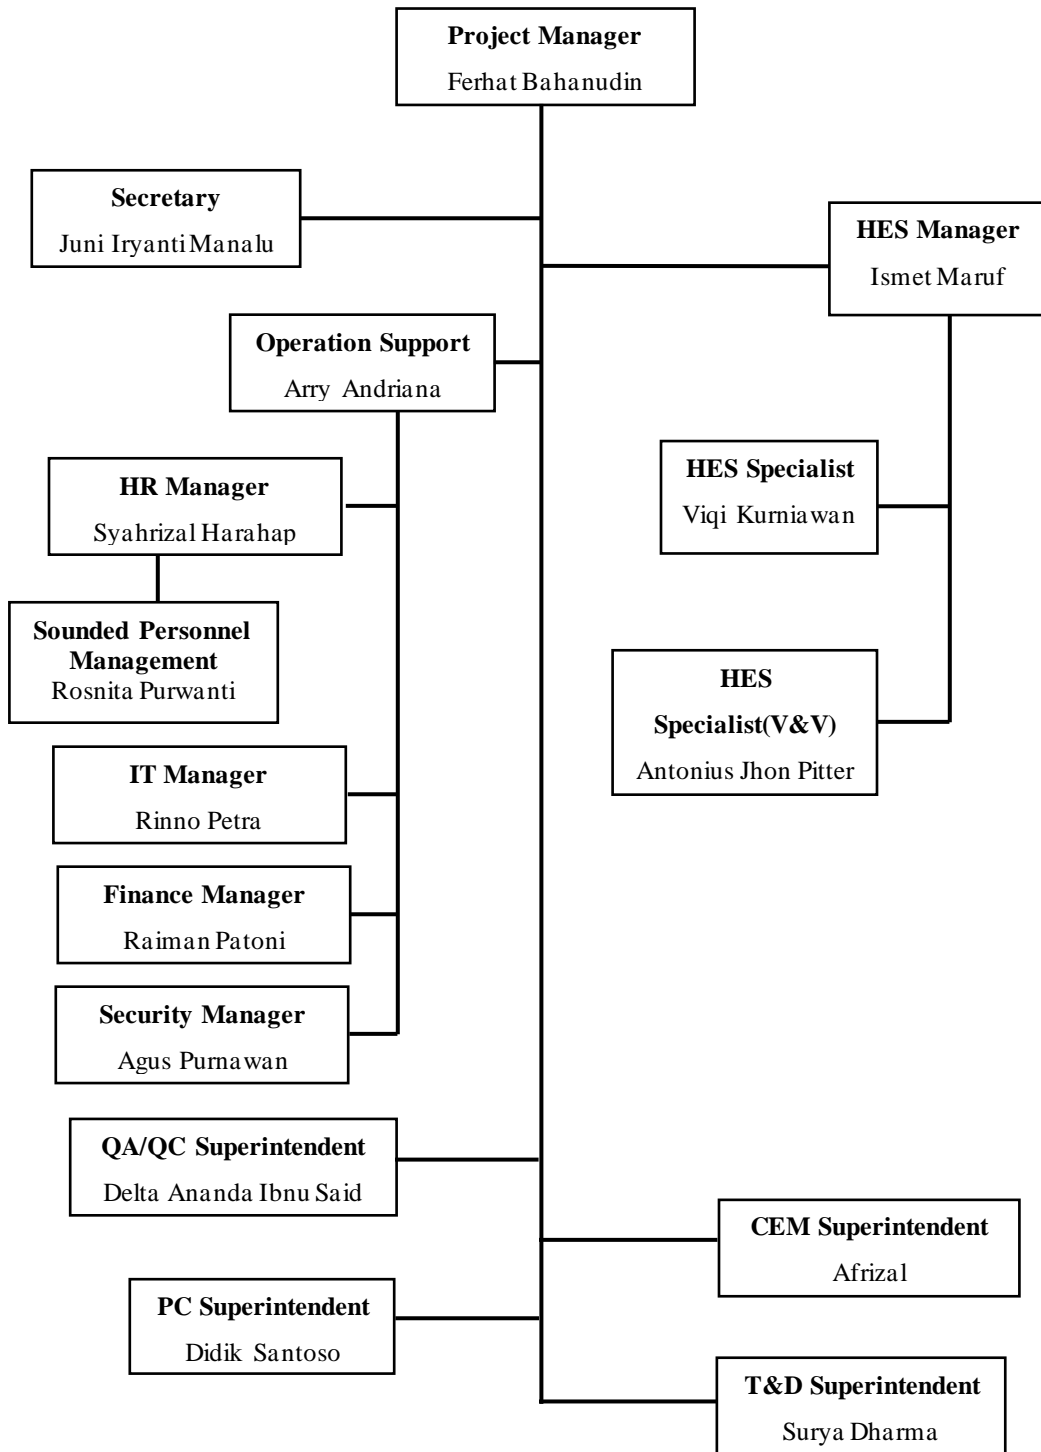 Project Manager
Ferhat Bahanudin
Secretary
Juni Iryanti Manalu
HES Manager
Ismet Maruf
Operation Support
Arry Andriana
HR Manager
Syahrizal Harahap
HES Specialist
Viqi Kurniawan
Sounded Personnel
Management
Rosnita Purwanti
HES
Specialist(V&V)
Antonius Jhon Pitter
IT Manager
Rinno Petra
Finance Manager
Raiman Patoni
Security Manager
Agus Purnawan
QA/QC Superintendent
Delta Ananda Ibnu Said
CEM Superintendent
Afrizal
PC Superintendent
Didik Santoso
T&D Superintendent
Surya Dharma